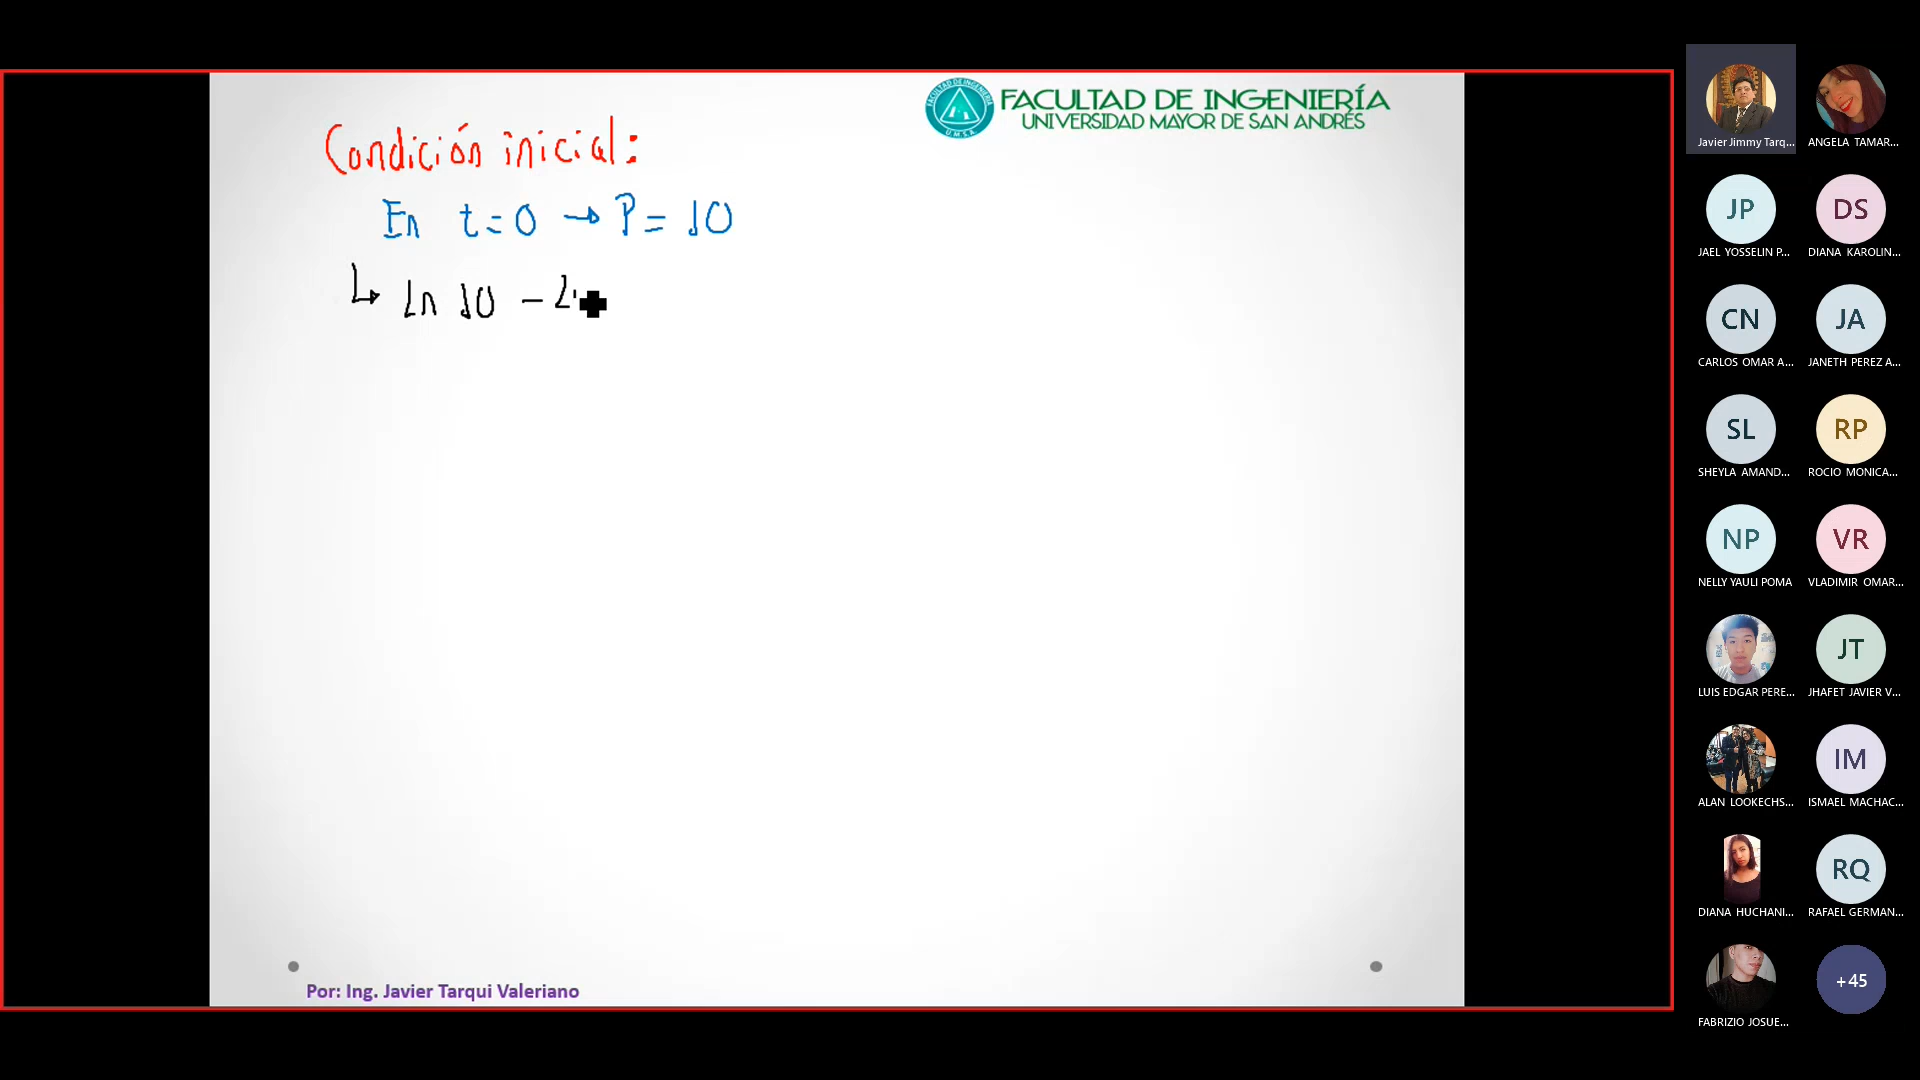 FACULTAD DE INGENIERÍA
UNIVERSIDAD MAYOR DE SAN ANDRÉS
FACULTAD DE INGENIERIA
U.M.S.A.
Condición inicial:
En t=0 → P= 10
↳ Ln 10 –
Por: Ing. Javier Tarqui Valeriano
Javier Jimmy Tarq...
ANGELA TAMAR...
JP
JAEL YOSSELIN P...
DS
DIANA KAROLIN...
CN
CARLOS OMAR A...
JA
JANETH PEREZ A...
SL
SHEYLA AMAND...
RP
ROCIO MONICA...
NP
NELLY YAULI POMA
VR
VLADIMIR OMAR...
LUIS EDGAR PERE...
JT
JHAFET JAVIER V...
ALAN LOOKECHS...
IM
ISMAEL MACHAC...
DIANA HUCHANI...
RQ
RAFAEL GERMAN...
FABRIZIO JOSUE...
+45